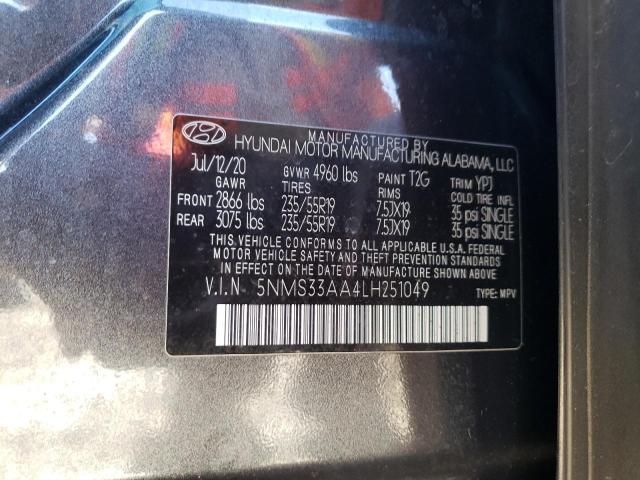 MANUFACTURED BY
HYUNDAI MOTOR MANUFACTURING ALABAMA, LLC
Jul/12/20 GVWR 4960 lbs PAINT T2G TRIM YPJ
GAWR TIRES RIMS COLD TIRE INFL
FRONT 2866 lbs 235/55R19 7.5JX19 35 psi SINGLE
REAR 3075 lbs 235/55R19 7.5JX19 35 psi SINGLE
THIS VEHICLE CONFORMS TO ALL APPLICABLE U.S.A. FEDERAL
MOTOR VEHICLE SAFETY AND THEFT PREVENTION STANDARDS
IN EFFECT ON THE DATE OF MANUFACTURE SHOWN ABOVE.
V.I.N 5NMS33AA4LH251049 TYPE: MPV